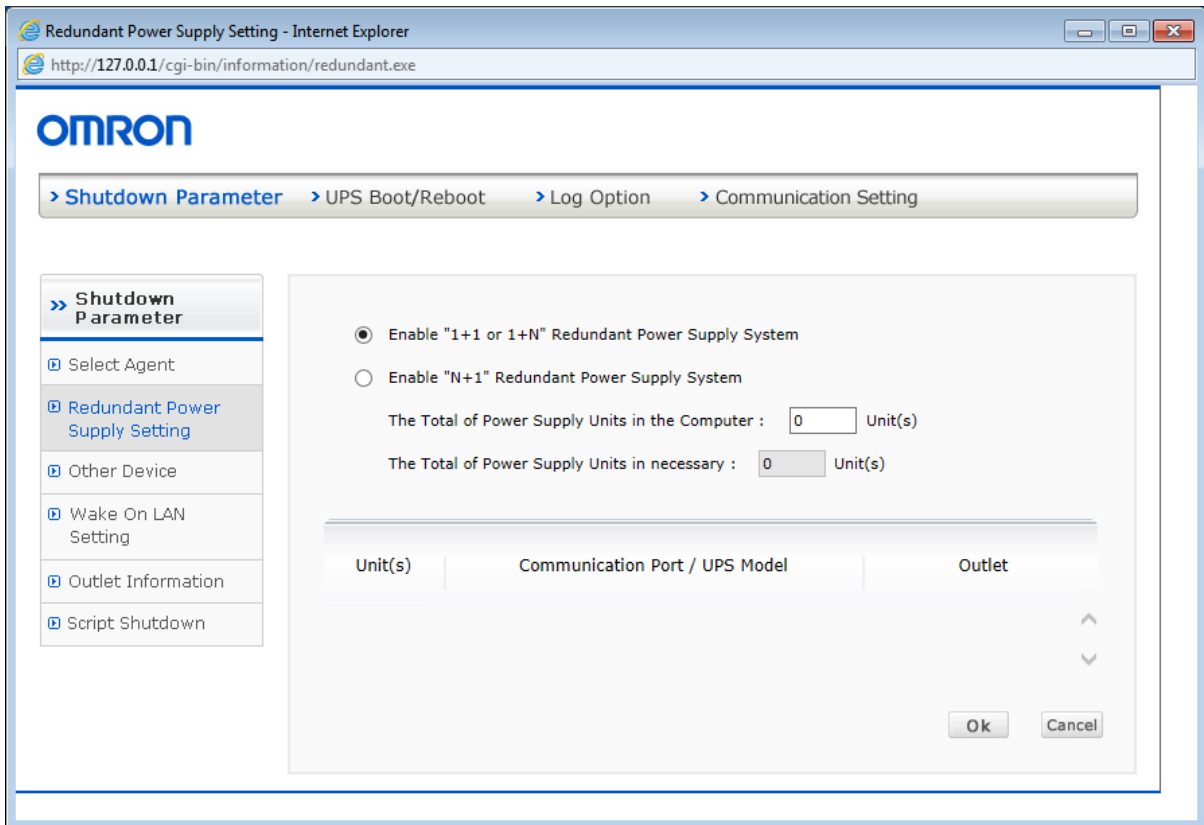 Redundant Power Supply Setting - Internet Explorer
http://127.0.0.1/cgi-bin/information/redundant.exe
OMRON
Shutdown Parameter UPS Boot/Reboot Log Option Communication Setting
Shutdown
Parameter
Select Agent
Redundant Power
Supply Setting
Other Device
Wake On LAN
Setting
Outlet Information
Script Shutdown
Enable "1+1 or 1+N" Redundant Power Supply System
Enable "N+1" Redundant Power Supply System
The Total of Power Supply Units in the Computer : 0 Unit(s)
The Total of Power Supply Units in necessary : 0 Unit(s)
Unit(s) Communication Port / UPS Model Outlet
Ok Cancel